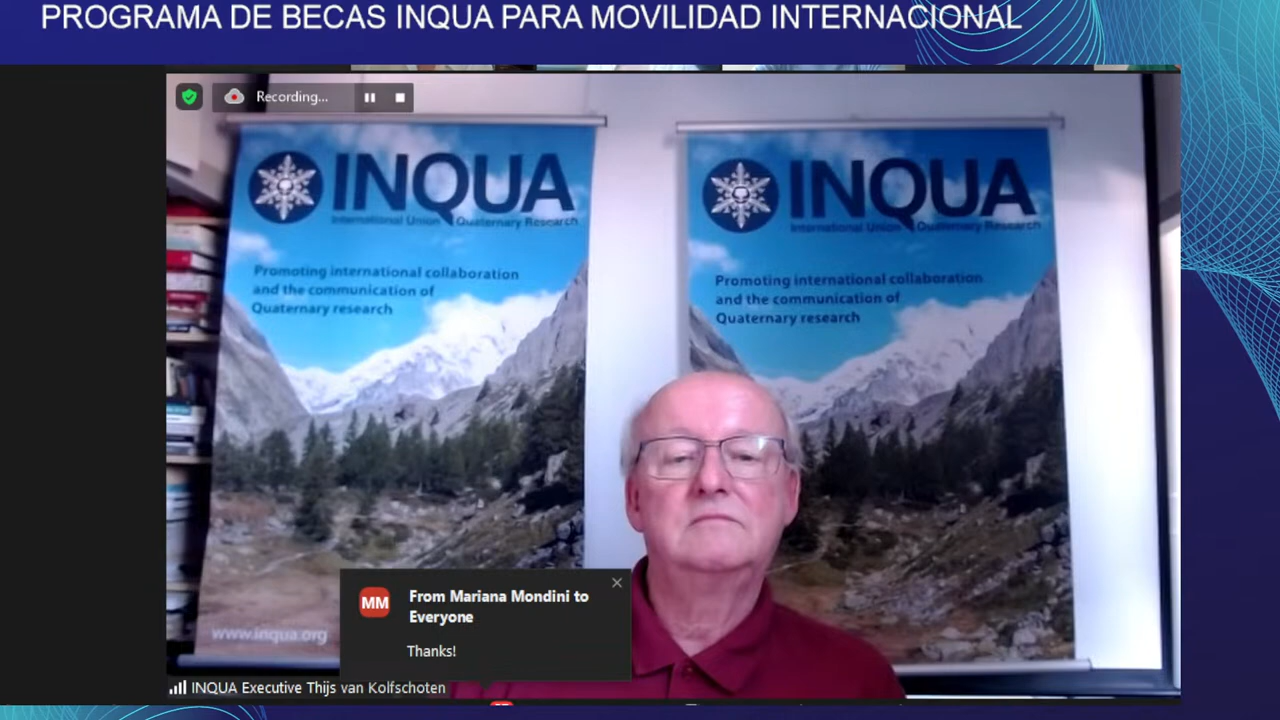 PROGRAMA DE BECAS INQUA PARA MOVILIDAD INTERNACIONAL
Recording...
INQUA
International Union Quaternary Research
Promoting international collaboration
and the communication of
Quaternary research
www.inqua.org
INQUA
International Union Quaternary Research
Promoting international collaboration
and the communication of
Quaternary research
MM
From Mariana Mondini to
Everyone
Thanks!
INQUA Executive Thijs van Kolfschoten